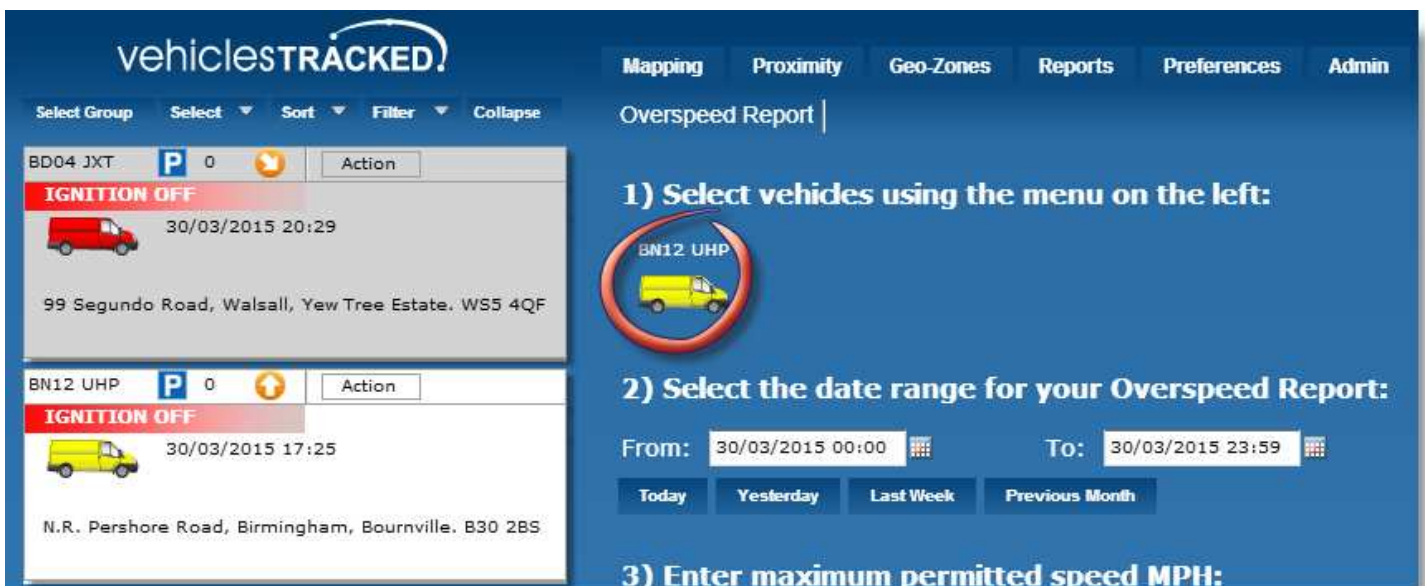 vehiclesTRACKED!
Mapping Proximity Geo-Zones Reports Preferences Admin
Select Group Select Sort Filter Collapse
Overspeed Report
BD04 JXT P 0 Action
IGNITION OFF
30/03/2015 20:29
99 Segundo Road, Walsall, Yew Tree Estate. WS5 4QF
BN12 UHP P 0 Action
IGNITION OFF
30/03/2015 17:25
N.R. Pershore Road, Birmingham, Bournville. B30 2BS
1) Select vehicles using the menu on the left:
BN12 UHP
2) Select the date range for your Overspeed Report:
From: 30/03/2015 00:00 To: 30/03/2015 23:59
Today Yesterday Last Week Previous Month
3) Enter maximum permitted speed MPH: